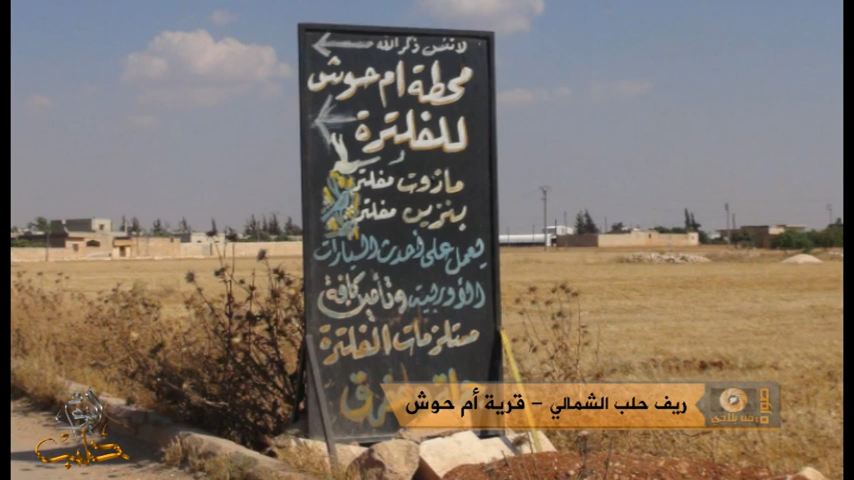 لا تنس ذكر الله
محطة أم حوش
للفلترة
مازوت مفلتر
بنزين مفلتر
يعمل على أحدث السيارات
الأوربية وتأمين كافة
مستلزمات الفلترة
ريف حلب الشمالي – قرية أم حوش
حلب